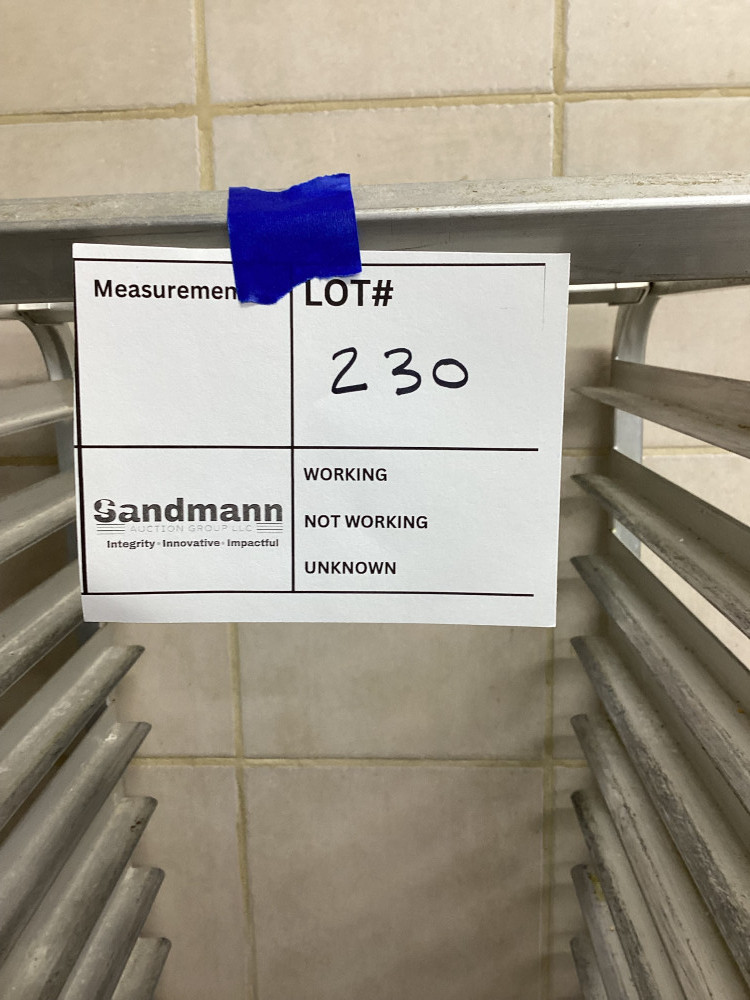 Measuremen
LOT#
230
WORKING
NOT WORKING
UNKNOWN
Sandmann
AUCTION GROUP LLC
Integrity • Innovative • Impactful